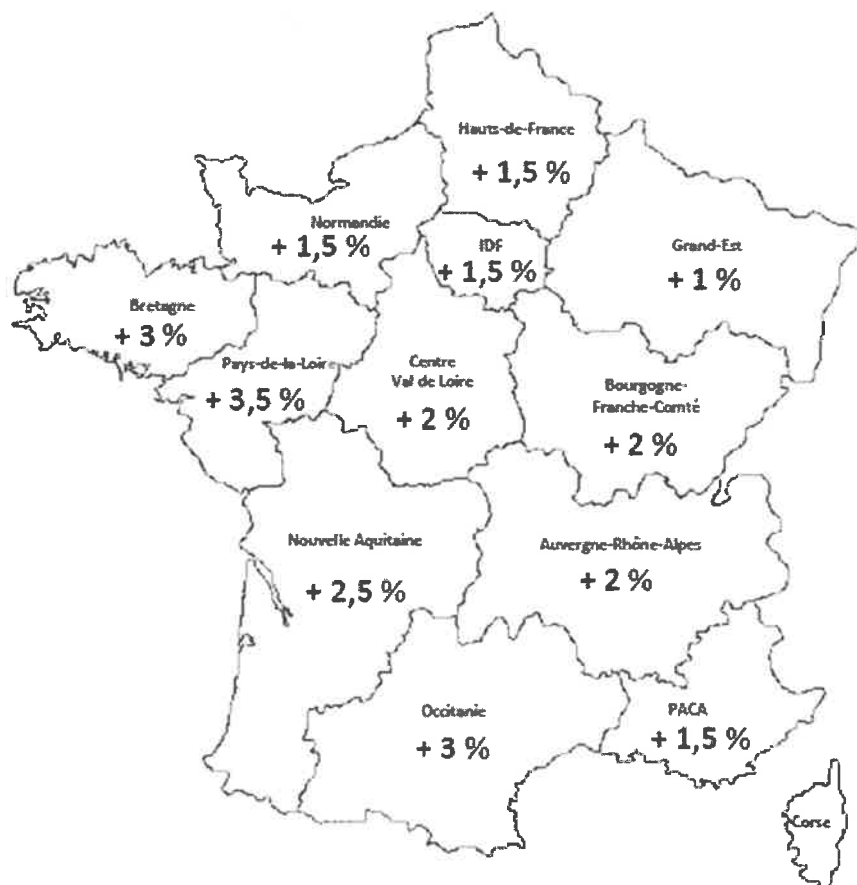 Hauts-de-France
+ 1,5 %
Normandie
+ 1,5 %
IDF
+ 1,5 %
Grand-Est
+ 1 %
Bretagne
+ 3 %
Pays-de-la-Loire
+ 3,5 %
Centre
Val de Loire
+ 2 %
Bourgogne-
Franche-Comté
+ 2 %
Nouvelle Aquitaine
+ 2,5 %
Auvergne-Rhône-Alpes
+ 2 %
Occitanie
+ 3 %
PACA
+ 1,5 %
Corse